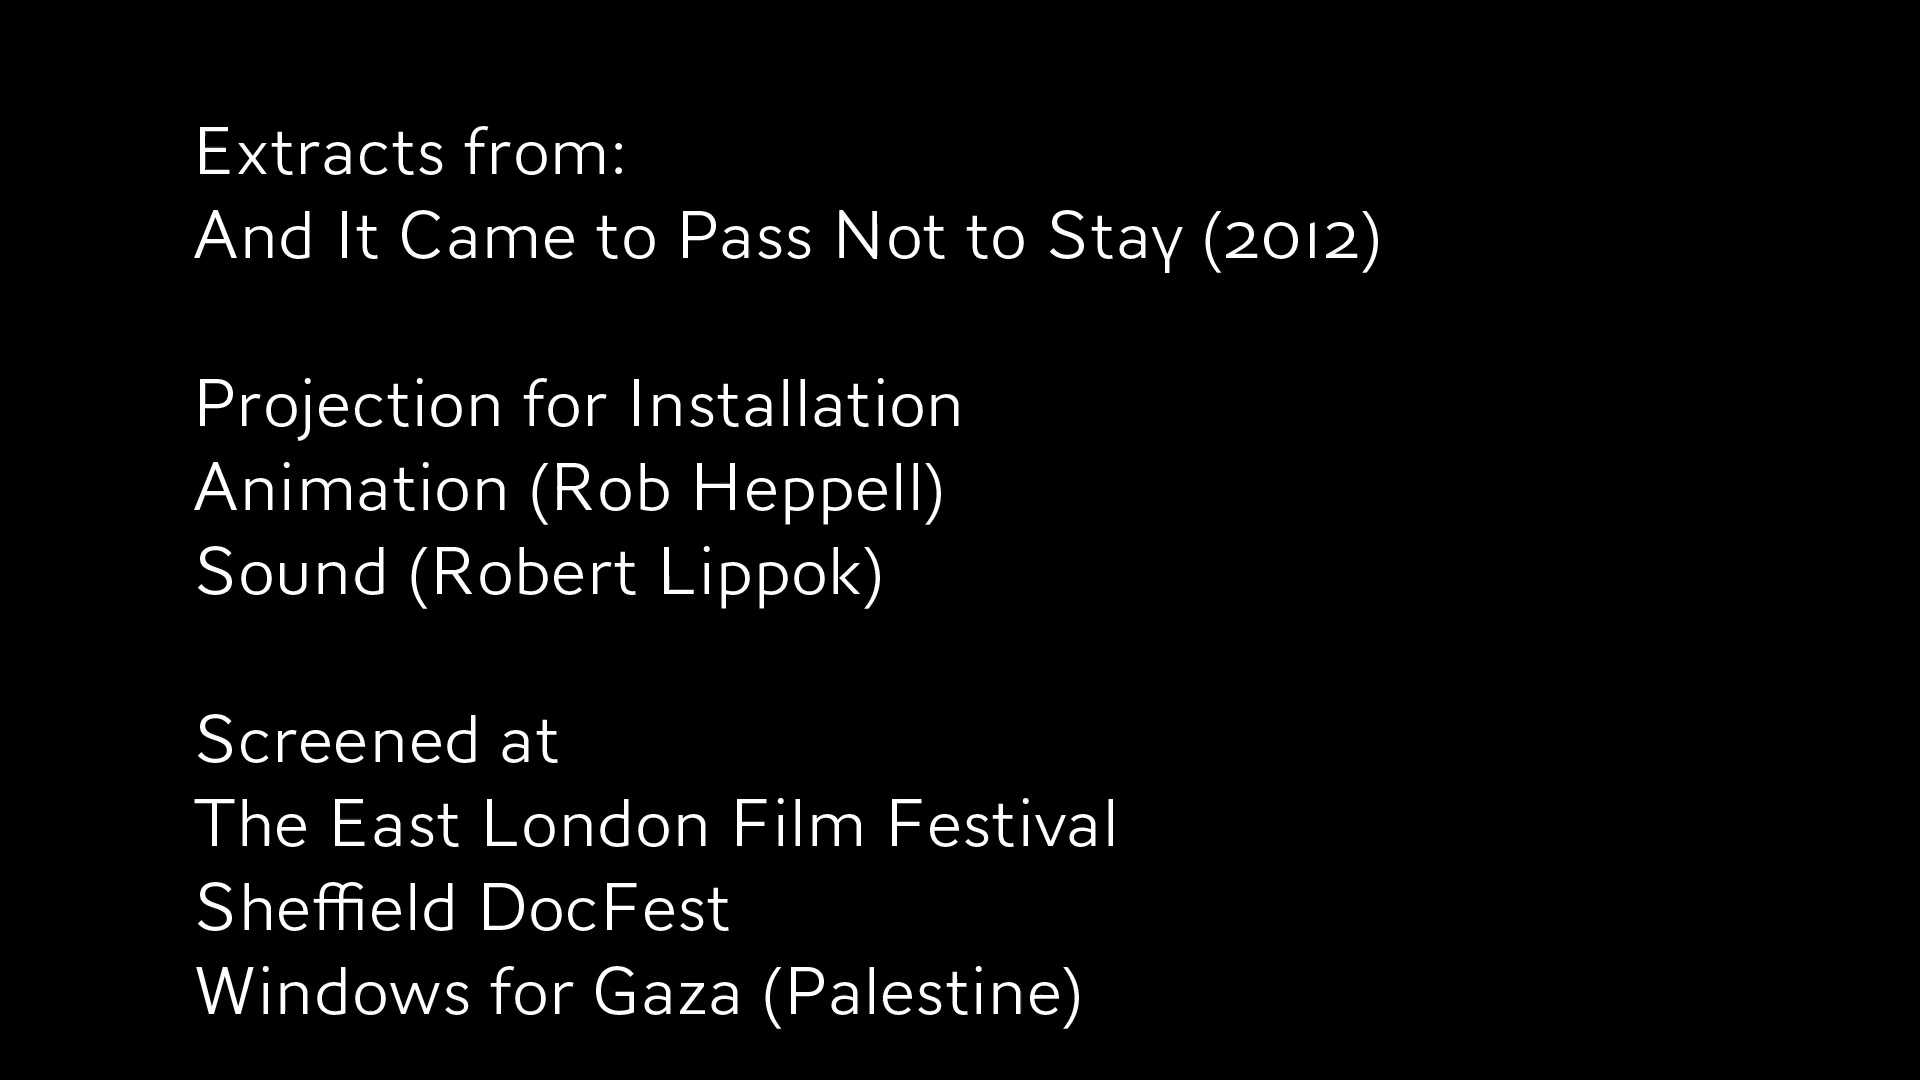 Extracts from:
And It Came to Pass Not to Stay (2012)
Projection for Installation
Animation (Rob Heppell)
Sound (Robert Lippok)
Screened at
The East London Film Festival
Sheffield DocFest
Windows for Gaza (Palestine)